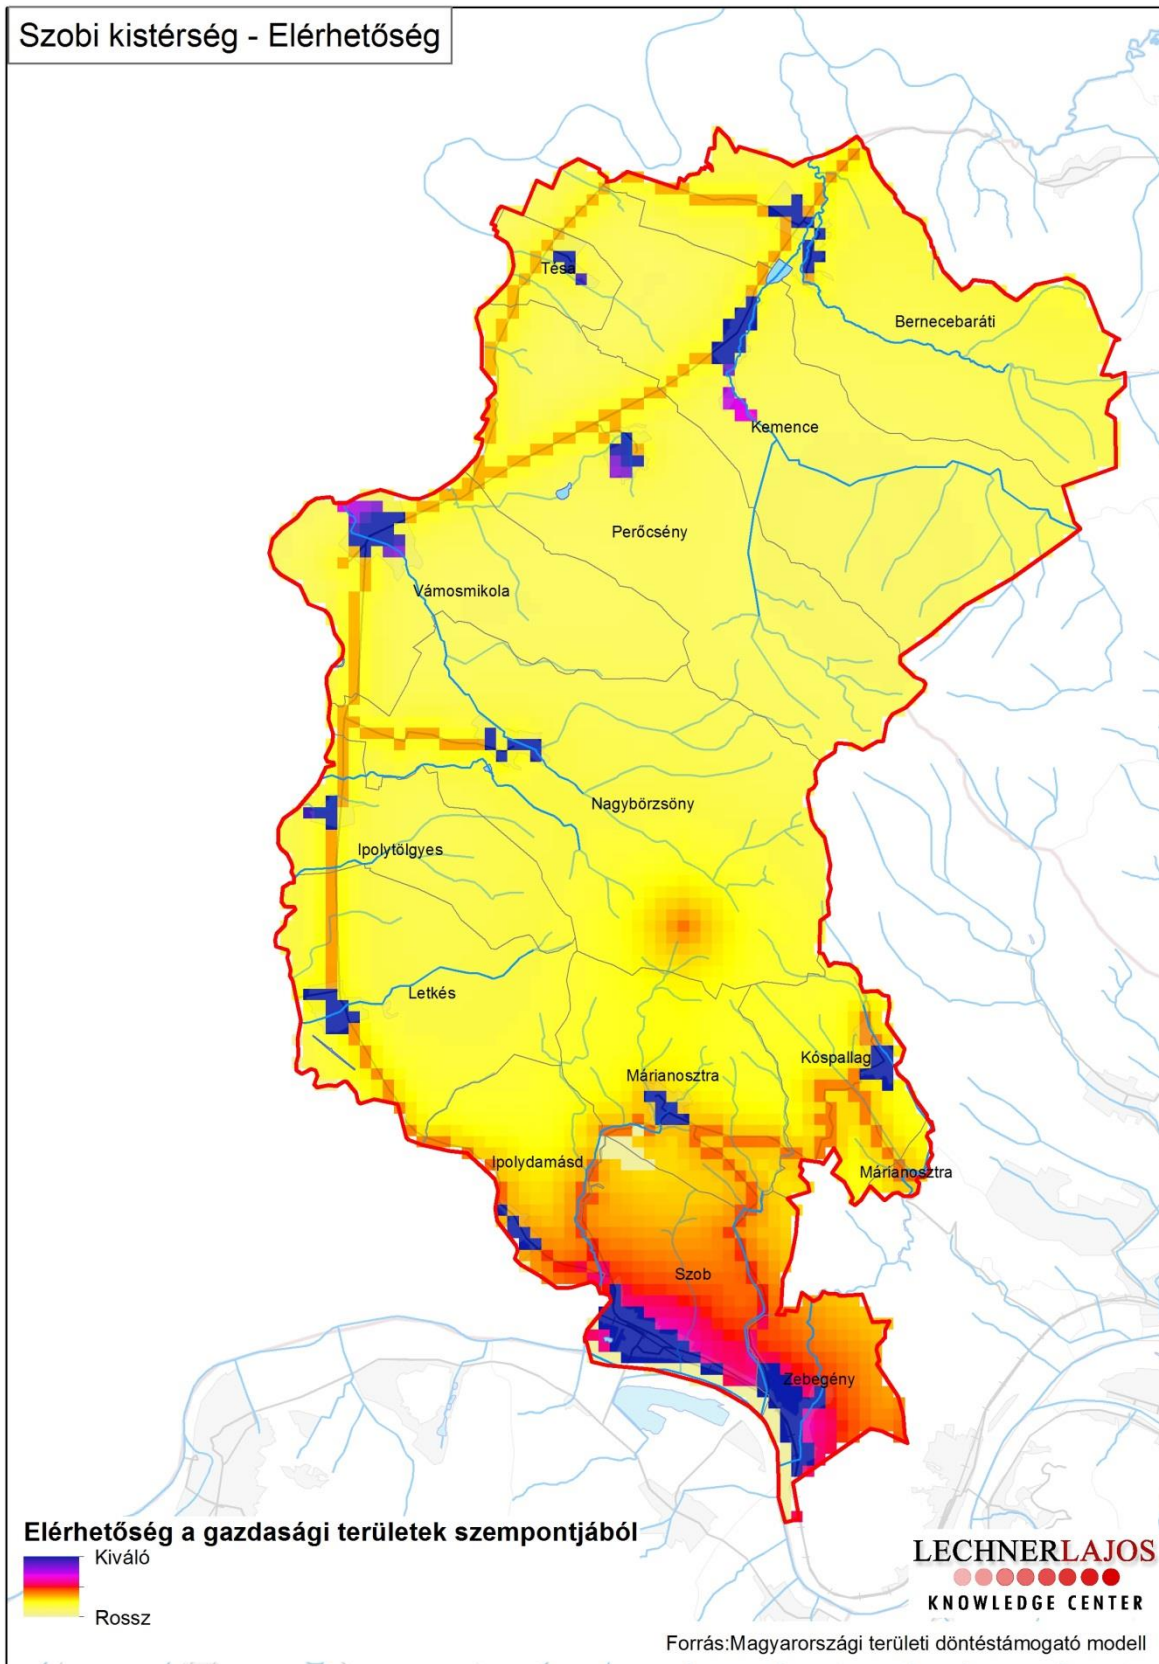 Szobi kistérség - Elérhetőség
Tésa
Bernecebaráti
Kemence
Perőcsény
Vámosmikola
Nagybörzsöny
Ipolytölgyes
Letkés
Kóspallag
Márianosztra
Ipolydamásd
Márianosztra
Szob
Zebegény
Elérhetőség a gazdasági területek szempontjából
Kiváló
Rossz
LECHNERLAJOS
KNOWLEDGE CENTER
Forrás:Magyarországi területi döntéstámogató modell